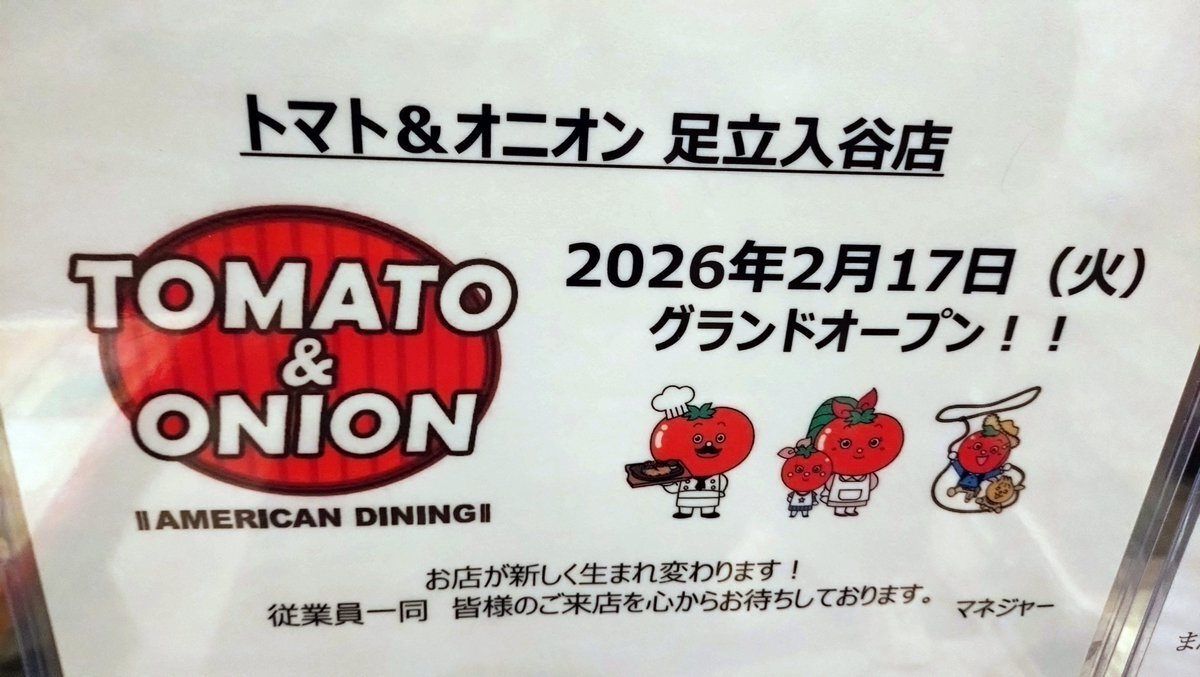 トマト&オニオン 足立入谷店
TOMATO
&
ONION
AMERICAN DINING
2026年2月17日（火）
グランドオープン！！
お店が新しく生まれ変わります！
従業員一同 皆様のご来店を心からお待ちしております。 マネジャー